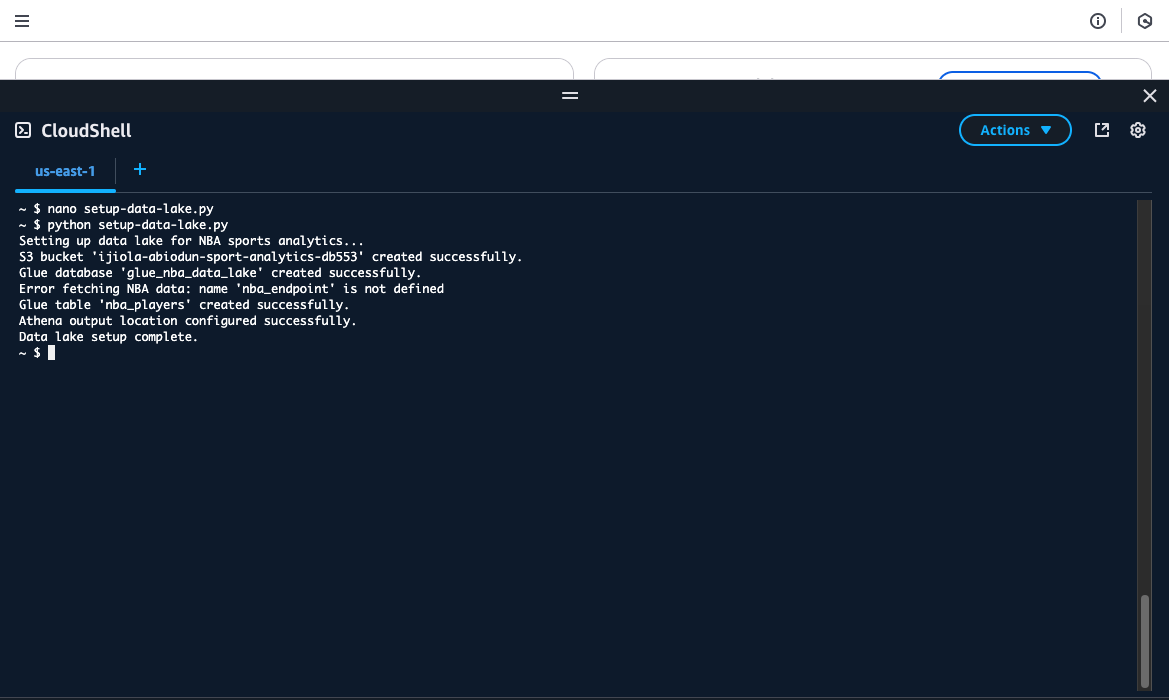 CloudShell
Actions
us-east-1
~ $ nano setup-data-lake.py
~ $ python setup-data-lake.py
Setting up data lake for NBA sports analytics...
S3 bucket 'ijiola-abiodun-sport-analytics-db553' created successfully.
Glue database 'glue_nba_data_lake' created successfully.
Error fetching NBA data: name 'nba_endpoint' is not defined
Glue table 'nba_players' created successfully.
Athena output location configured successfully.
Data lake setup complete.
~ $